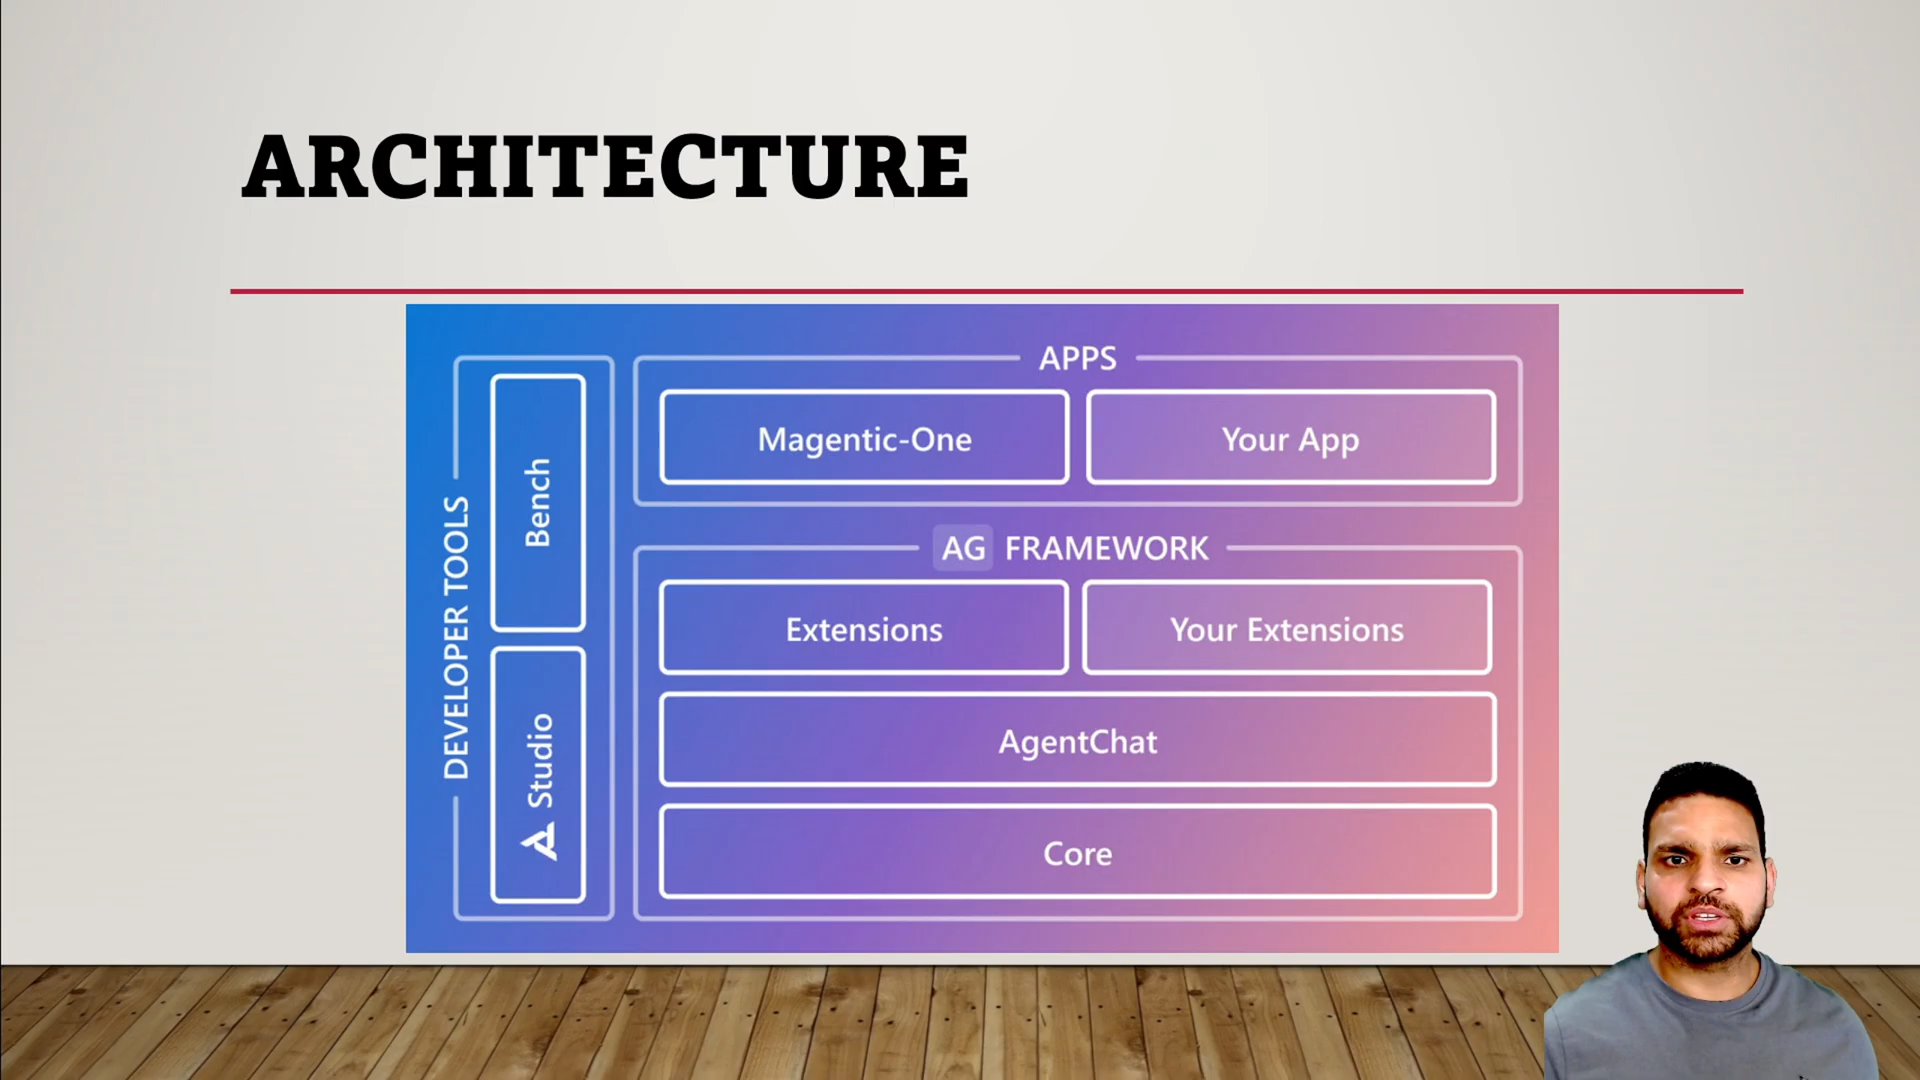 ARCHITECTURE
DEVELOPER TOOLS
Bench
Studio
APPS
Magentic-One
Your App
AG FRAMEWORK
Extensions
Your Extensions
AgentChat
Core